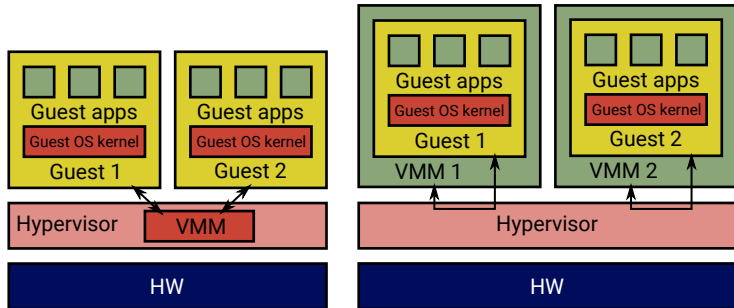 Guest apps
Guest OS kernel
Guest 1
Guest apps
Guest OS kernel
Guest 2
Hypervisor
VMM
HW
Guest apps
Guest OS kernel
Guest 1
VMM 1
Guest apps
Guest OS kernel
Guest 2
VMM 2
Hypervisor
HW